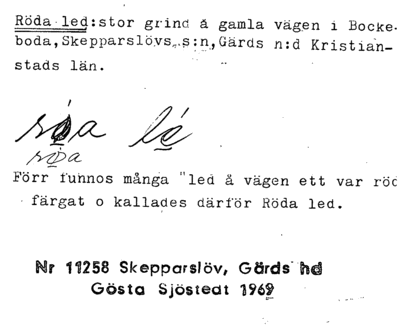 Röda led:stor grind å gamla vägen i Bocke-
boda,Skepparslövs s:n,Gärds n:d Kristian-
stads län.
röa lé
röa
Förr funnos många "led å vägen ett var röd
färgat o kallades därför Röda led.
Nr 11258 Skepparslöv, Gärds hd
Gösta Sjöstedt 1969